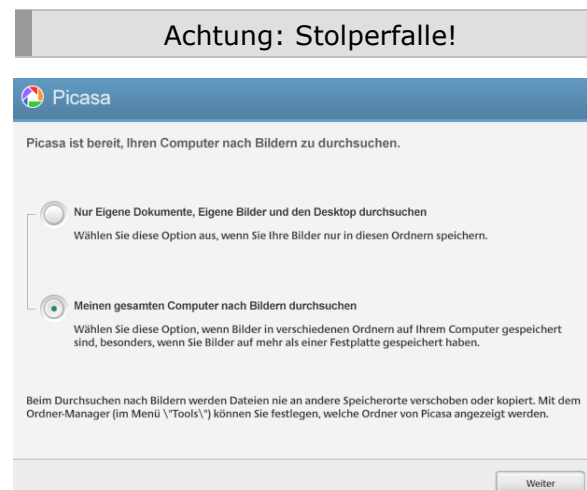 Achtung: Stolperfalle!
Picasa
Picasa ist bereit, Ihren Computer nach Bildern zu durchsuchen.
Nur Eigene Dokumente, Eigene Bilder und den Desktop durchsuchen
Wählen Sie diese Option aus, wenn Sie Ihre Bilder nur in diesen Ordnern speichern.
Meinen gesamten Computer nach Bildern durchsuchen
Wählen Sie diese Option, wenn Bilder in verschiedenen Ordnern auf Ihrem Computer gespeichert
sind, besonders, wenn Sie Bilder auf mehr als einer Festplatte gespeichert haben.
Beim Durchsuchen nach Bildern werden Dateien nie an andere Speicherorte verschoben oder kopiert. Mit dem
Ordner-Manager (im Menü \"Tools\") können Sie festlegen, welche Ordner von Picasa angezeigt werden.
Weiter